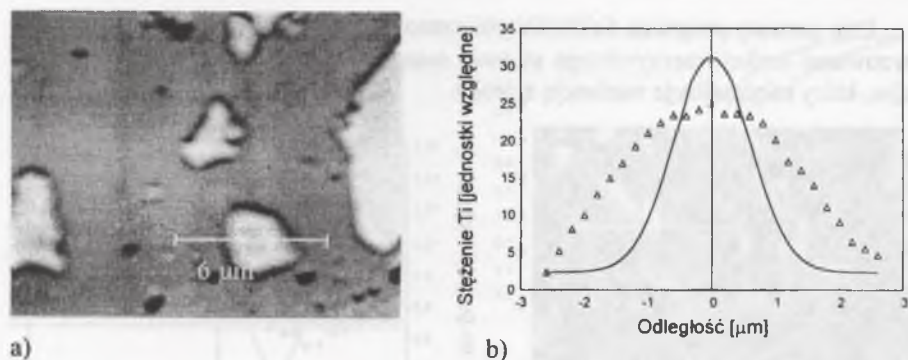 6 µm
a)
Stężenie Ti [jednostki względne]
35
30
25
20
15
10
5
0
-3 -2 -1 0 1 2 3
Odległość [µm]
b)